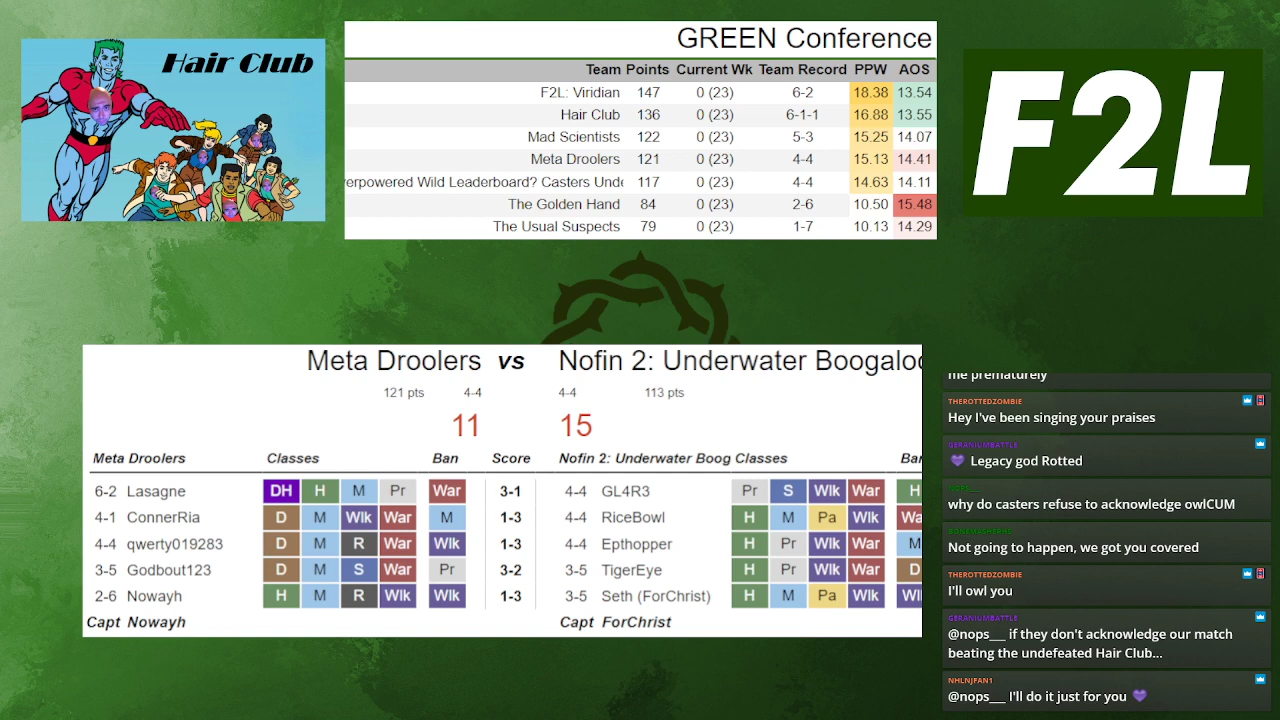 Hair Club
GREEN Conference
Team Points Current Wk Team Record PPW AOS
F2L: Viridian 147 0 (23) 6-2 18.38 13.54
Hair Club 136 0 (23) 6-1-1 16.88 13.55
Mad Scientists 122 0 (23) 5-3 15.25 14.07
Meta Droolers 121 0 (23) 4-4 15.13 14.41
erpowered Wild Leaderboard? Casters Unde 117 0 (23) 4-4 14.63 14.11
The Golden Hand 84 0 (23) 2-6 10.50 15.48
The Usual Suspects 79 0 (23) 1-7 10.13 14.29
F2L
Meta Droolers vs Nofin 2: Underwater Boogaloo
121 pts 4-4 4-4 113 pts
11 15
Meta Droolers Classes Ban Score Nofin 2: Underwater Boog Classes Ban
6-2 Lasagne DH H M Pr War 3-1 4-4 GL4R3 Pr S Wlk War H
4-1 ConnerRia D M Wlk War M 1-3 4-4 RiceBowl H M Pa Wlk Wa
4-4 qwerty019283 D M R War Wlk 1-3 4-4 Epthopper H Pr Wlk War M
3-5 Godbout123 D M S War Pr 3-2 3-5 TigerEye H Pr Wlk War D
2-6 Nowayh H M R Wlk Wlk 1-3 3-5 Seth (ForChrist) H M Pa Wlk Wl
Capt Nowayh Capt ForChrist
me prematurely
THEROTTEDZOMBIE
Hey I've been singing your praises
GERANIUMBATTLE
Legacy god Rotted
why do casters refuse to acknowledge owlCUM
Not going to happen, we got you covered
THEROTTEDZOMBIE
I'll owl you
GERANIUMBATTLE
@nops___ if they don't acknowledge our match
beating the undefeated Hair Club...
NHLNJFAN1
@nops___ I'll do it just for you